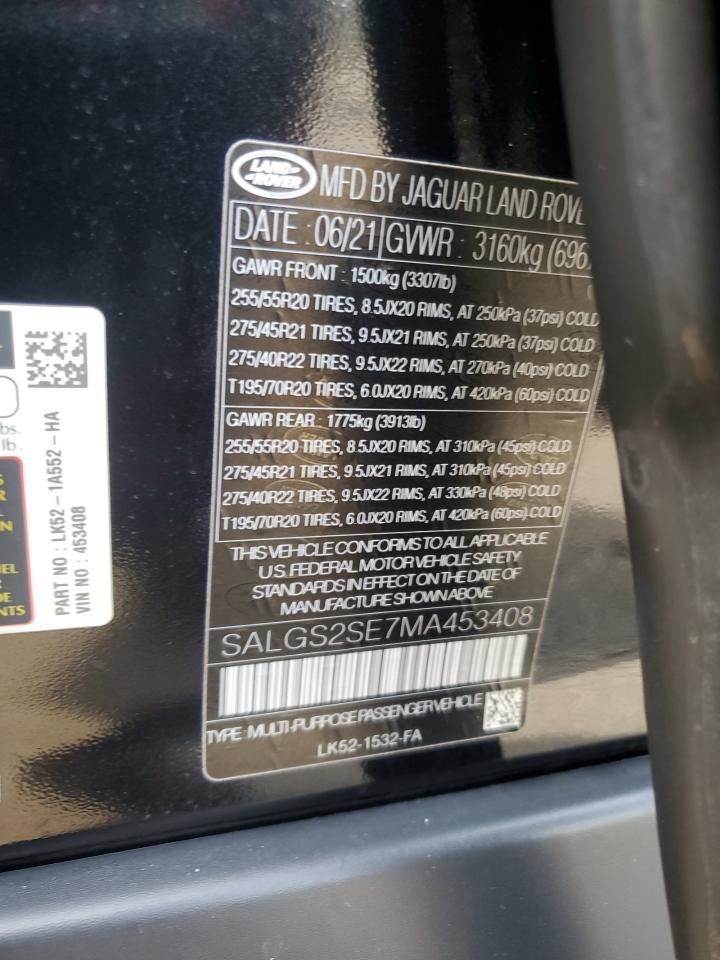 LAND ROVER
MFD BY JAGUAR LAND ROVE
DATE : 06/21 GVWR : 3160kg (696
GAWR FRONT : 1500kg (3307lb)
255/55R20 TIRES, 8.5JX20 RIMS, AT 250kPa (37psi) COLD
275/45R21 TIRES, 9.5JX21 RIMS, AT 250kPa (37psi) COLD
275/40R22 TIRES, 9.5JX22 RIMS, AT 270kPa (40psi) COLD
T195/70R20 TIRES, 6.0JX20 RIMS, AT 420kPa (60psi) COLD
GAWR REAR : 1775kg (3913lb)
255/55R20 TIRES, 8.5JX20 RIMS, AT 310kPa (45psi) COLD
275/45R21 TIRES, 9.5JX21 RIMS, AT 310kPa (45psi) COLD
275/40R22 TIRES, 9.5JX22 RIMS, AT 330kPa (48psi) COLD
T195/70R20 TIRES, 6.0JX20 RIMS, AT 420kPa (60psi) COLD
THIS VEHICLE CONFORMS TO ALL APPLICABLE
U.S. FEDERAL MOTOR VEHICLE SAFETY
STANDARDS IN EFFECT ON THE DATE OF
MANUFACTURE SHOWN ABOVE
SALGS2SE7MA453408
TYPE : MULTI-PURPOSE PASSENGER VEHICLE
LK52-1532-FA
bs.
lb.
PART NO : LK52-1A552-HA
VIN NO : 453408